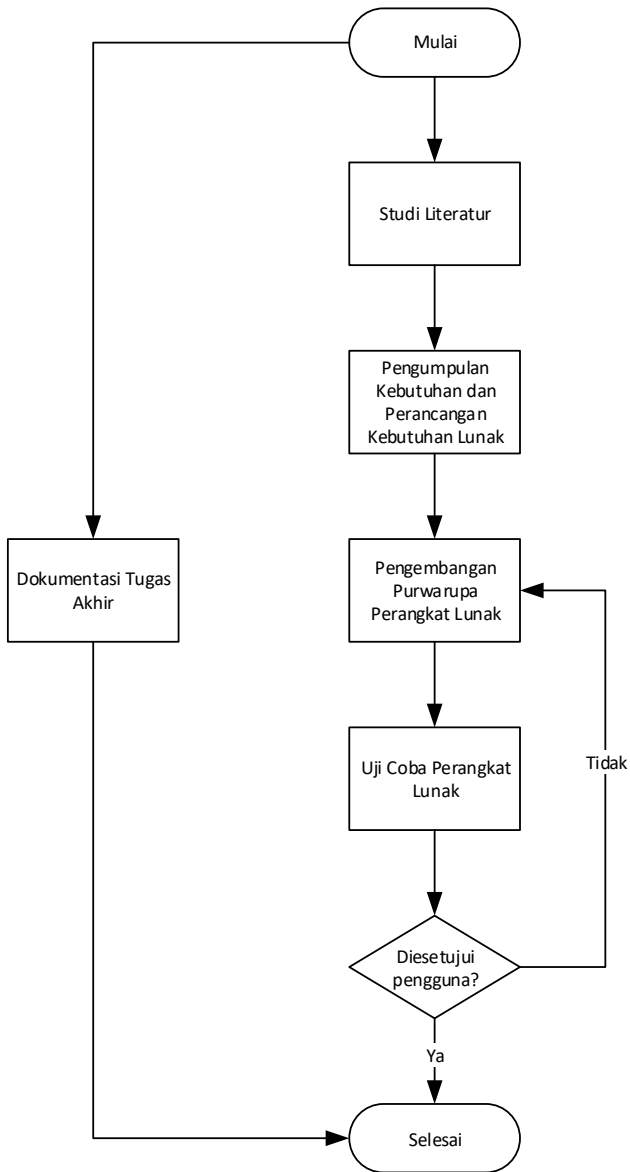 Mulai
Studi Literatur
Pengumpulan
Kebutuhan dan
Perancangan
Kebutuhan Lunak
Dokumentasi Tugas
Akhir
Pengembangan
Purwarupa
Perangkat Lunak
Uji Coba Perangkat
Lunak
Tidak
Diesetujui
pengguna?
Ya
Selesai